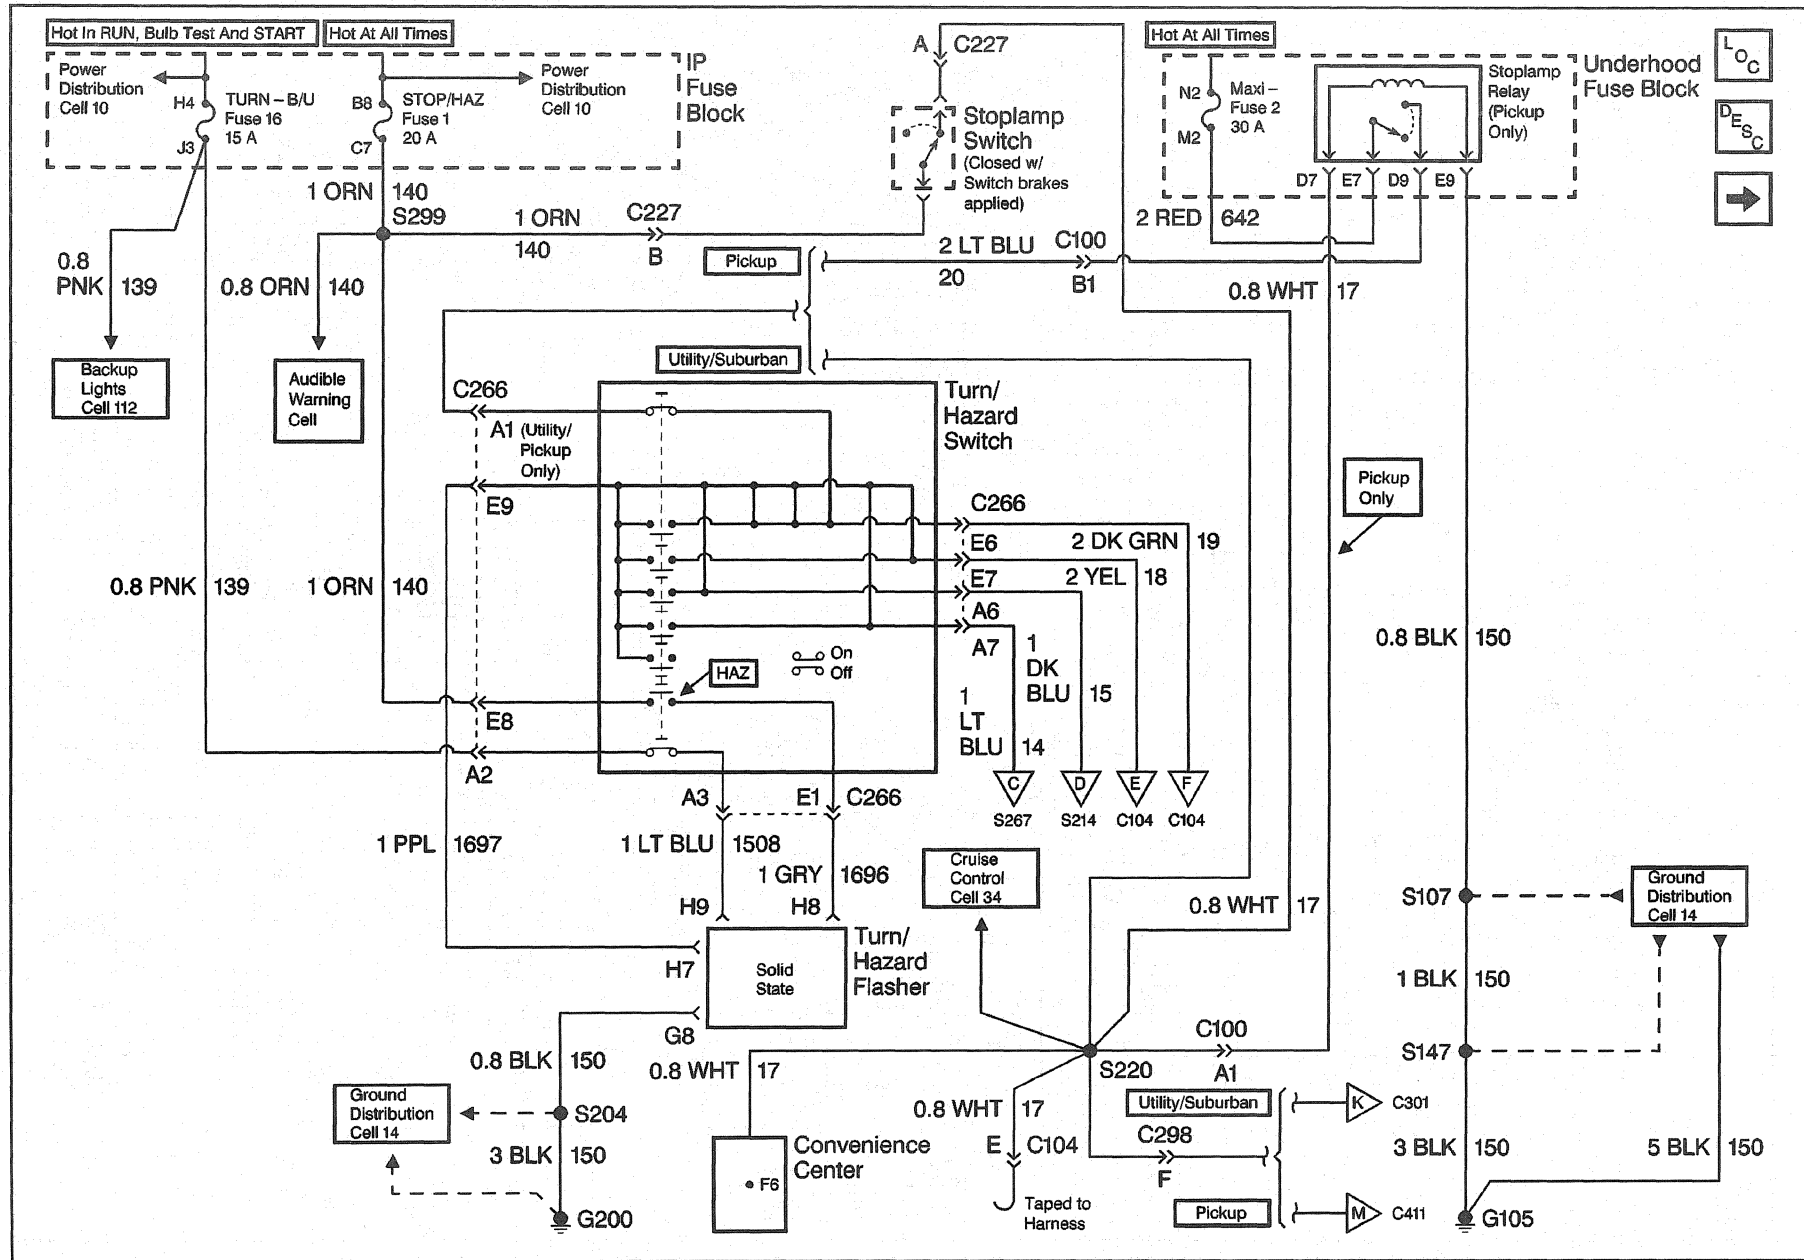 Hot In RUN, Bulb Test And START
Hot At All Times
Power
Distribution
Cell 10
H4
TURN – B/U
Fuse 16
15 A
J3
B8
STOP/HAZ
Fuse 1
20 A
C7
Power
Distribution
Cell 10
IP
Fuse
Block
A
C227
Stoplamp
Switch
(Closed w/
Switch brakes
applied)
Hot At All Times
N2
Maxi –
Fuse 2
30 A
M2
Stoplamp
Relay
(Pickup
Only)
Underhood
Fuse Block
D7
E7
D9
E9
LOC
DESC
1 ORN
140
S299
1 ORN
140
C227
B
2 RED
642
0.8
PNK
139
0.8 ORN
140
Pickup
2 LT BLU
20
C100
B1
0.8 WHT
17
Backup
Lights
Cell 112
Audible
Warning
Cell
Utility/Suburban
C266
A1 (Utility/
Pickup
Only)
Turn/
Hazard
Switch
E9
Pickup
Only
C266
E6
2 DK GRN
19
E7
2 YEL
18
A6
A7
1
DK
BLU
15
1
LT
BLU
14
0.8 PNK
139
1 ORN
140
0.8 BLK
150
On
Off
HAZ
E8
A2
C
D
E
F
S267
S214
C104
C104
A3
E1
C266
1 PPL
1697
1 LT BLU
1508
1 GRY
1696
Cruise
Control
Cell 34
H9
H8
0.8 WHT
17
S107
Ground
Distribution
Cell 14
Turn/
Hazard
Flasher
Solid
State
H7
G8
1 BLK
150
0.8 BLK
150
0.8 WHT
17
S220
C100
A1
S147
Ground
Distribution
Cell 14
S204
0.8 WHT
17
Utility/Suburban
K
C301
3 BLK
150
Convenience
Center
F6
E
C104
C298
F
3 BLK
150
5 BLK
150
G200
Taped to
Harness
Pickup
M
C411
G105